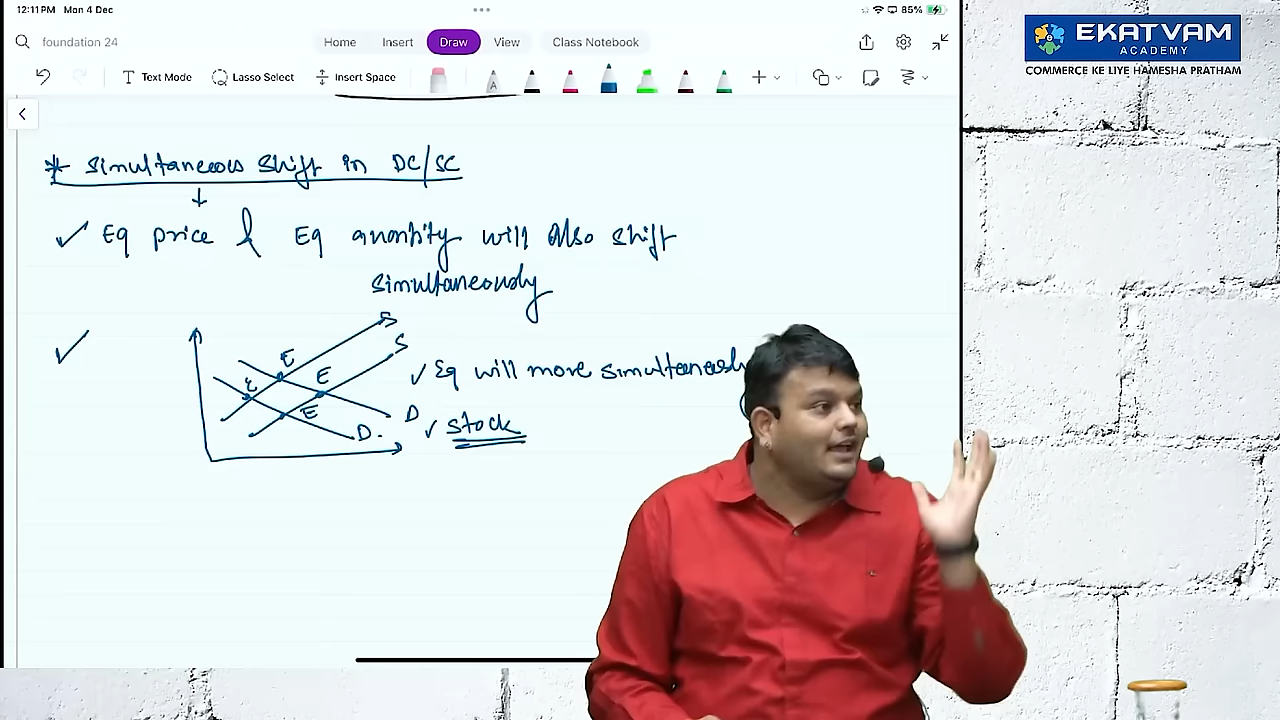 12:11 PM Mon 4 Dec
85%
foundation 24
Home Insert Draw View Class Notebook
Text Mode Lasso Select Insert Space
* Simultaneous shift in DC/SC
Eq price & Eq quantity will also shift
simultaneously
S
S
E
E
E
E
D
D.
Eq will move simultaneously
stock
EKATVAM
ACADEMY
COMMERCE KE LIYE HAMESHA PRATHAM